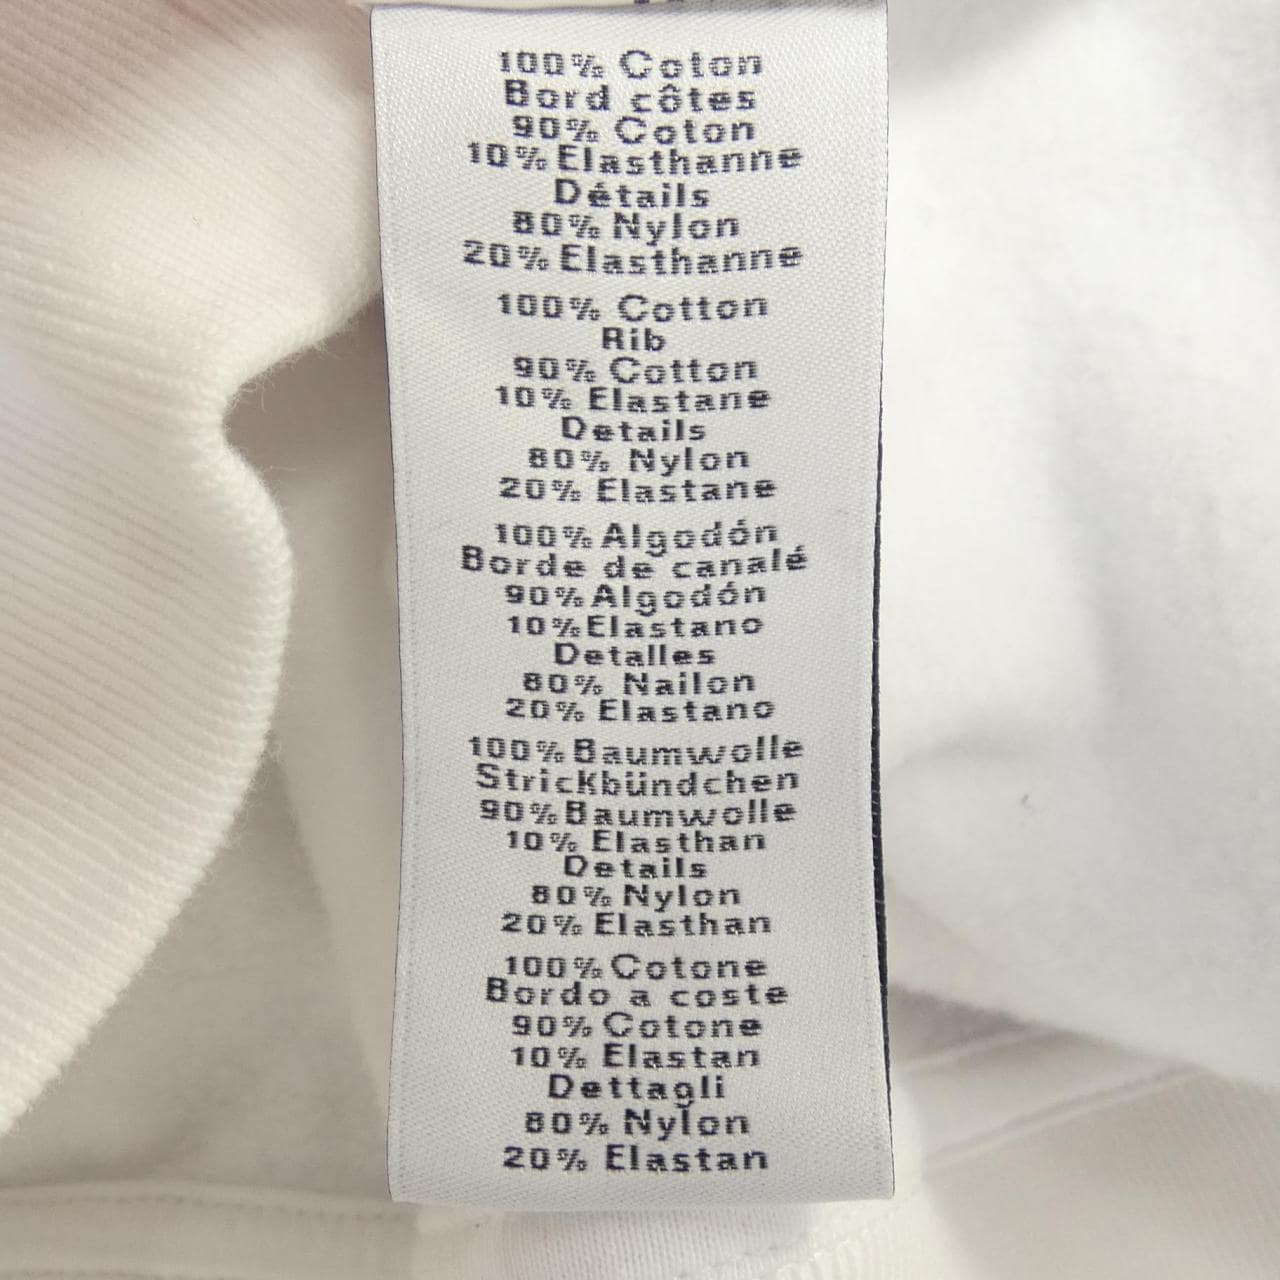 100% Coton
Bord côtes
90% Coton
10% Elasthanne
Détails
80% Nylon
20% Elasthanne
100% Cotton
Rib
90% Cotton
10% Elastane
Details
80% Nylon
20% Elastane
100% Algodón
Borde de canalé
90% Algodón
10% Elastano
Detalles
80% Nailon
20% Elastano
100% Baumwolle
Strickbündchen
90% Baumwolle
10% Elasthan
Details
80% Nylon
20% Elasthan
100% Cotone
Bordo a coste
90% Cotone
10% Elastan
Dettagli
80% Nylon
20% Elastan